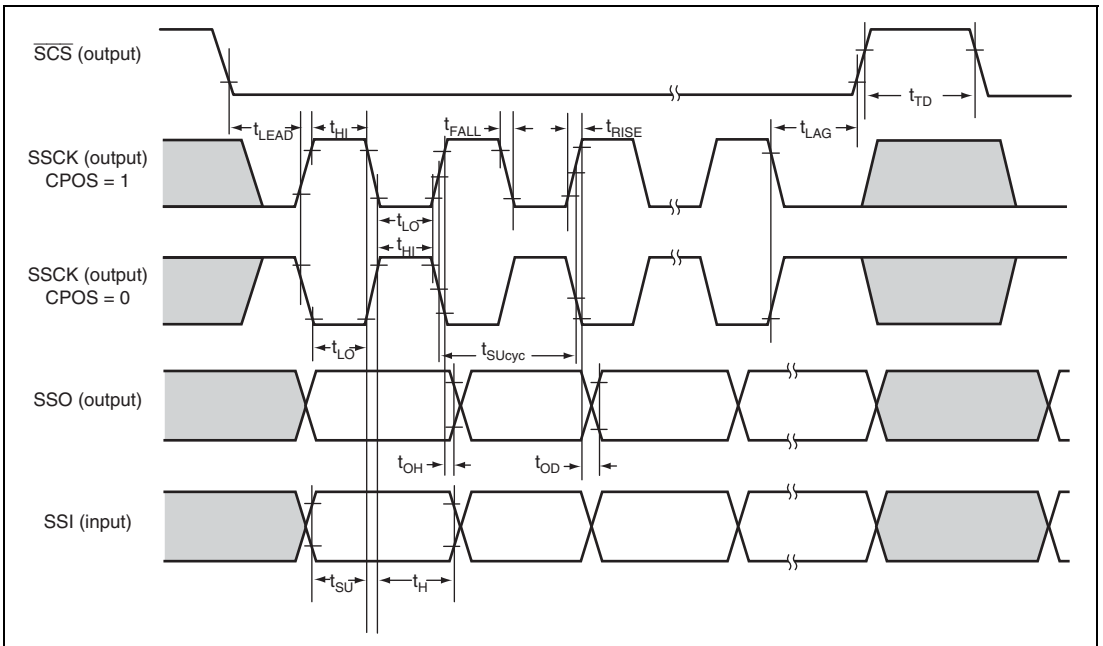 SCS (output)
tTD
tLEAD
tHI
tFALL
tRISE
tLAG
SSCK (output)
CPOS = 1
tLO
tHI
SSCK (output)
CPOS = 0
tLO
tSUcyc
SSO (output)
tOH
tOD
SSI (input)
tSU
tH